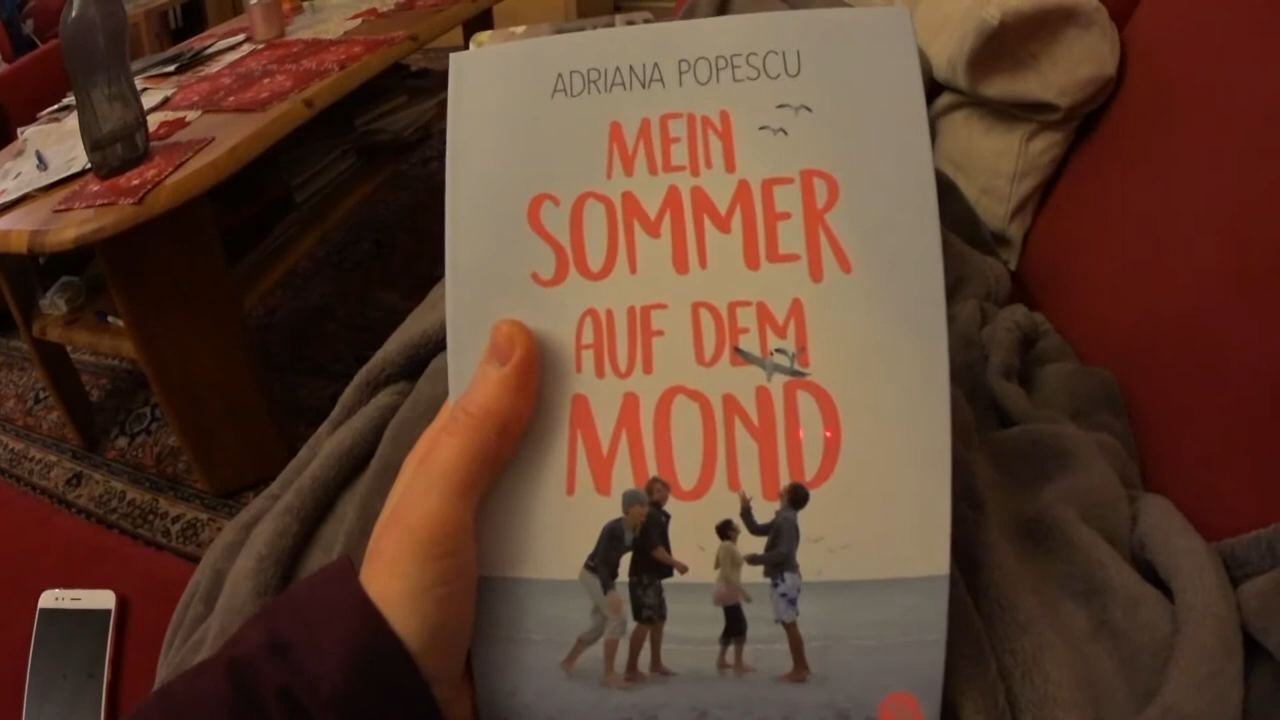 ADRIANA POPESCU
MEIN
SOMMER
AUF DEM
MOND